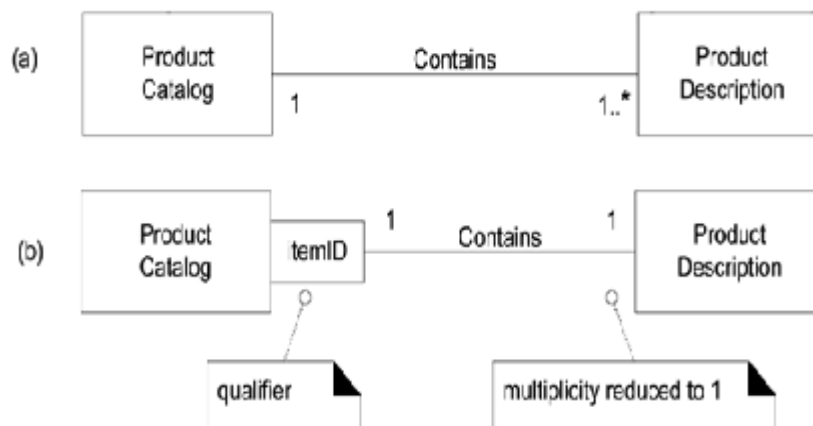 (a)
Product
Catalog
Contains
Product
Description
1
1..*
(b)
Product
Catalog
itemID
1
Contains
1
Product
Description
qualifier
multiplicity reduced to 1